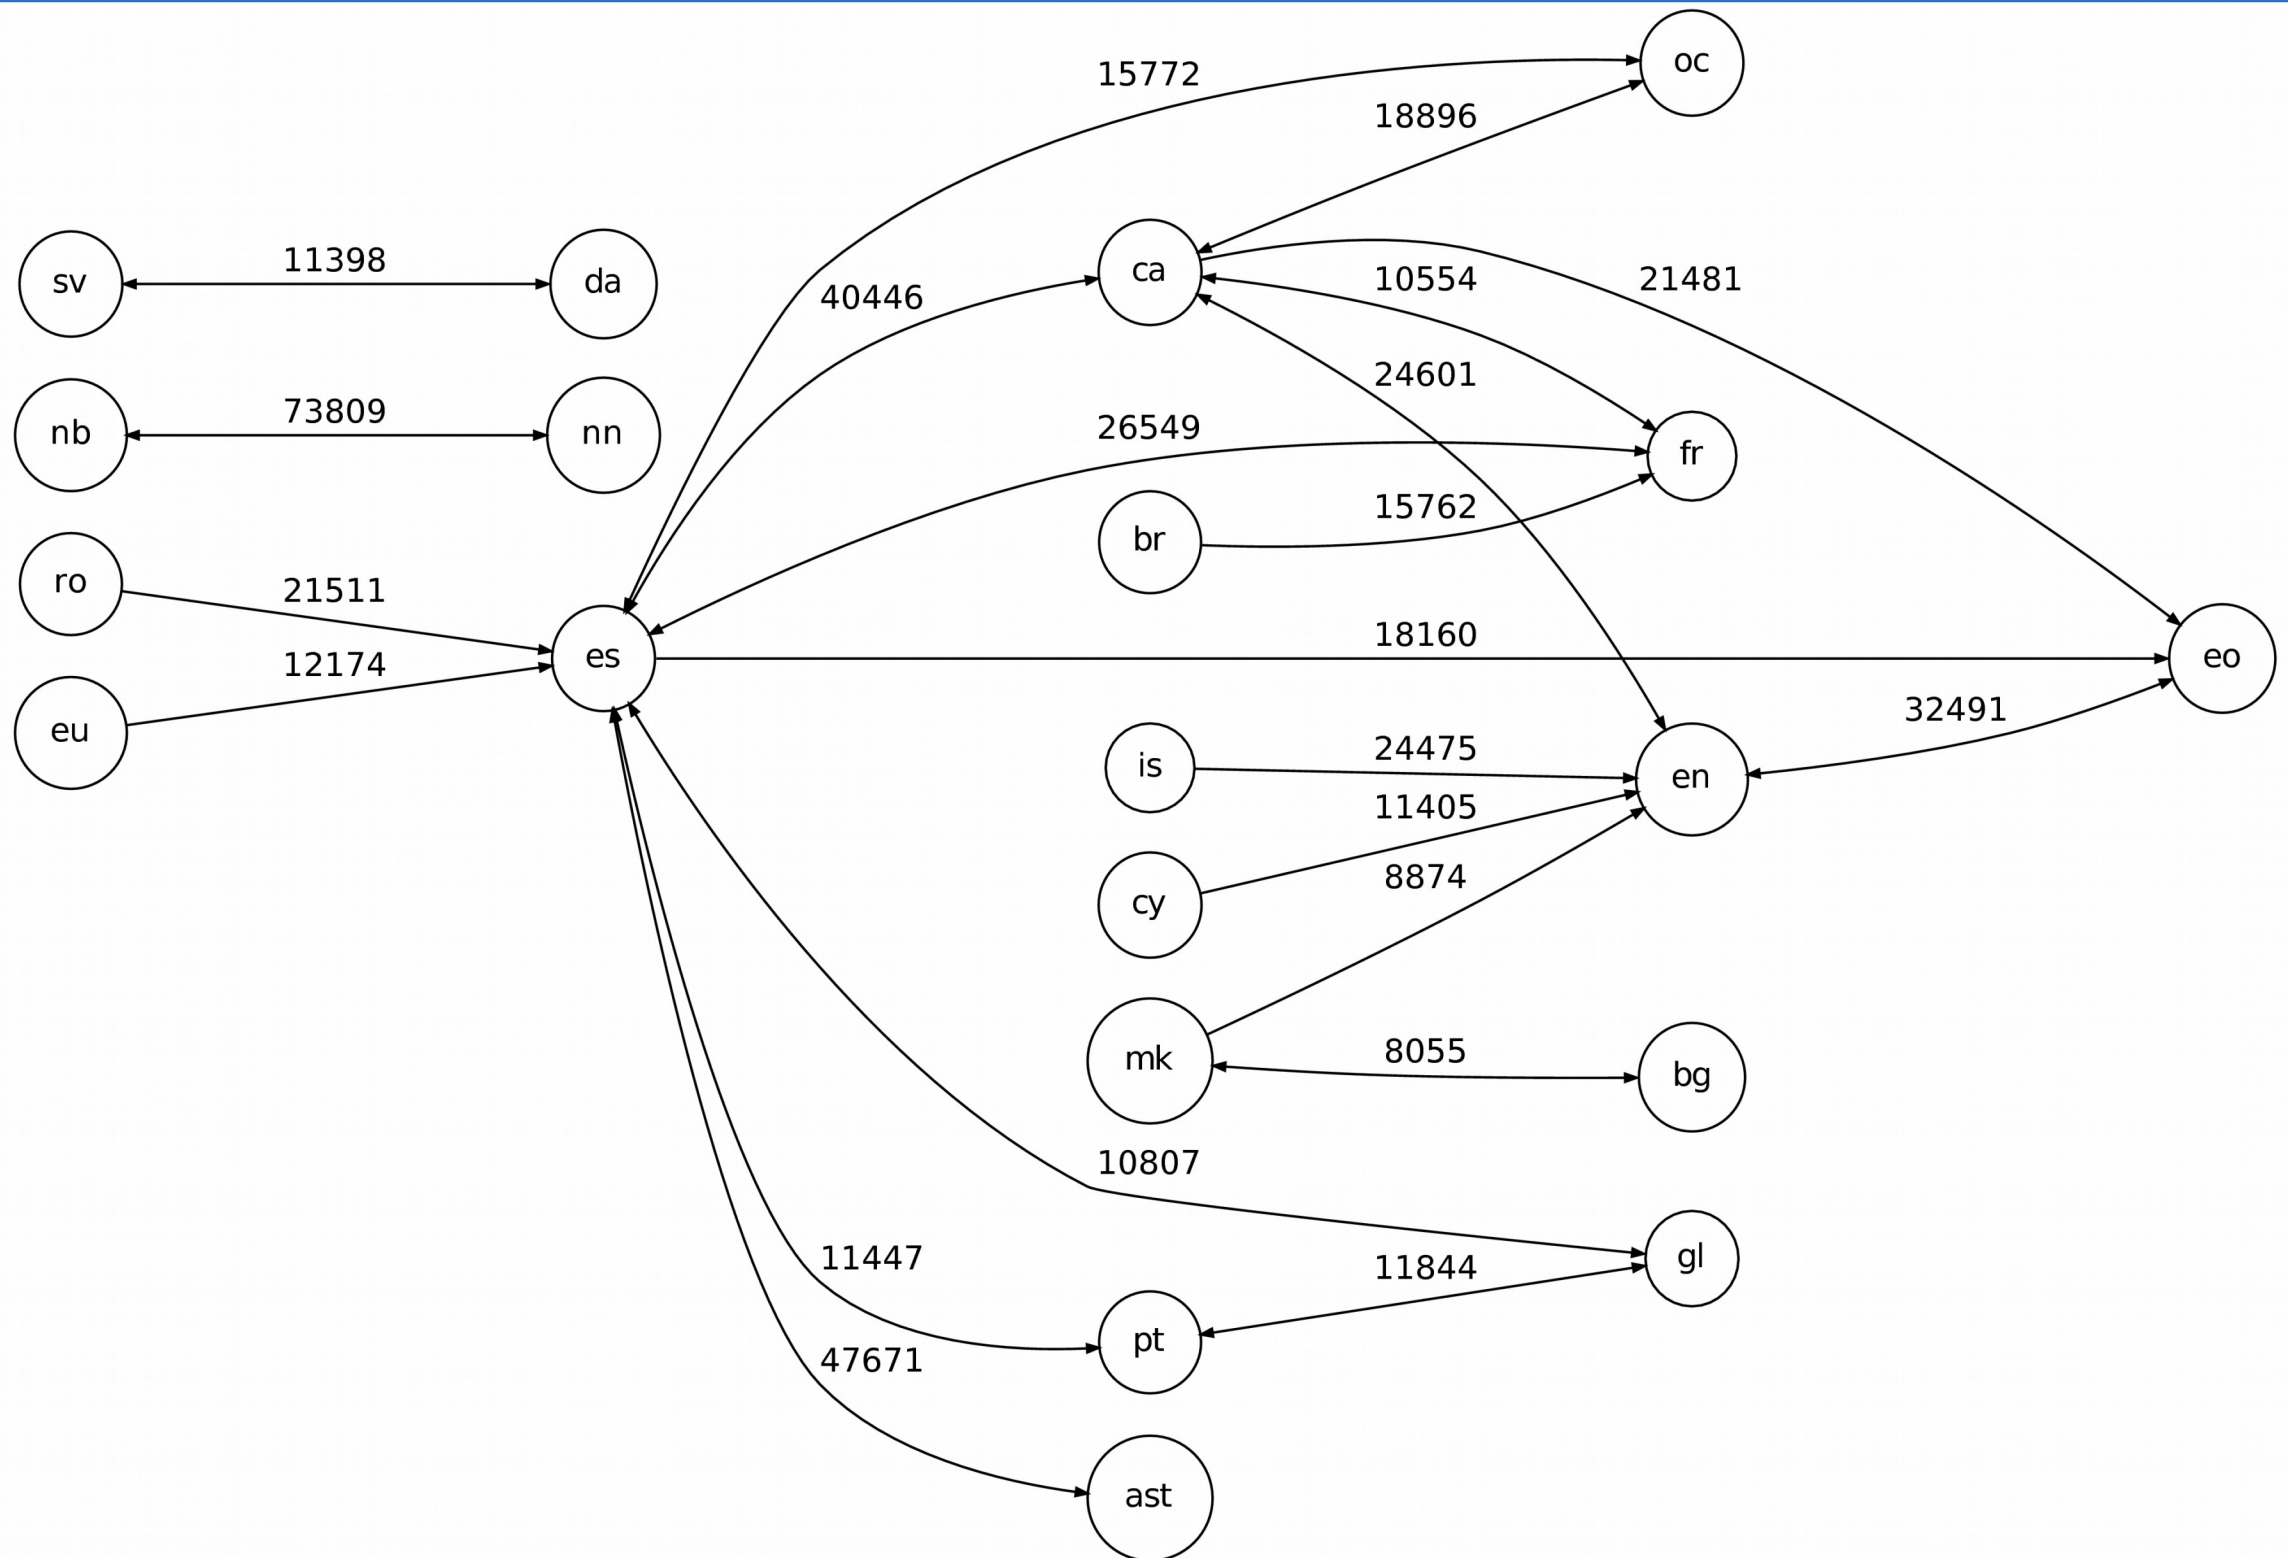 oc
15772
18896
ca
sv
11398
da
10554
21481
40446
24601
nb
73809
nn
26549
fr
15762
br
ro
21511
18160
es
eo
12174
eu
32491
24475
is
en
11405
8874
cy
8055
mk
bg
10807
11447
11844
gl
pt
47671
ast